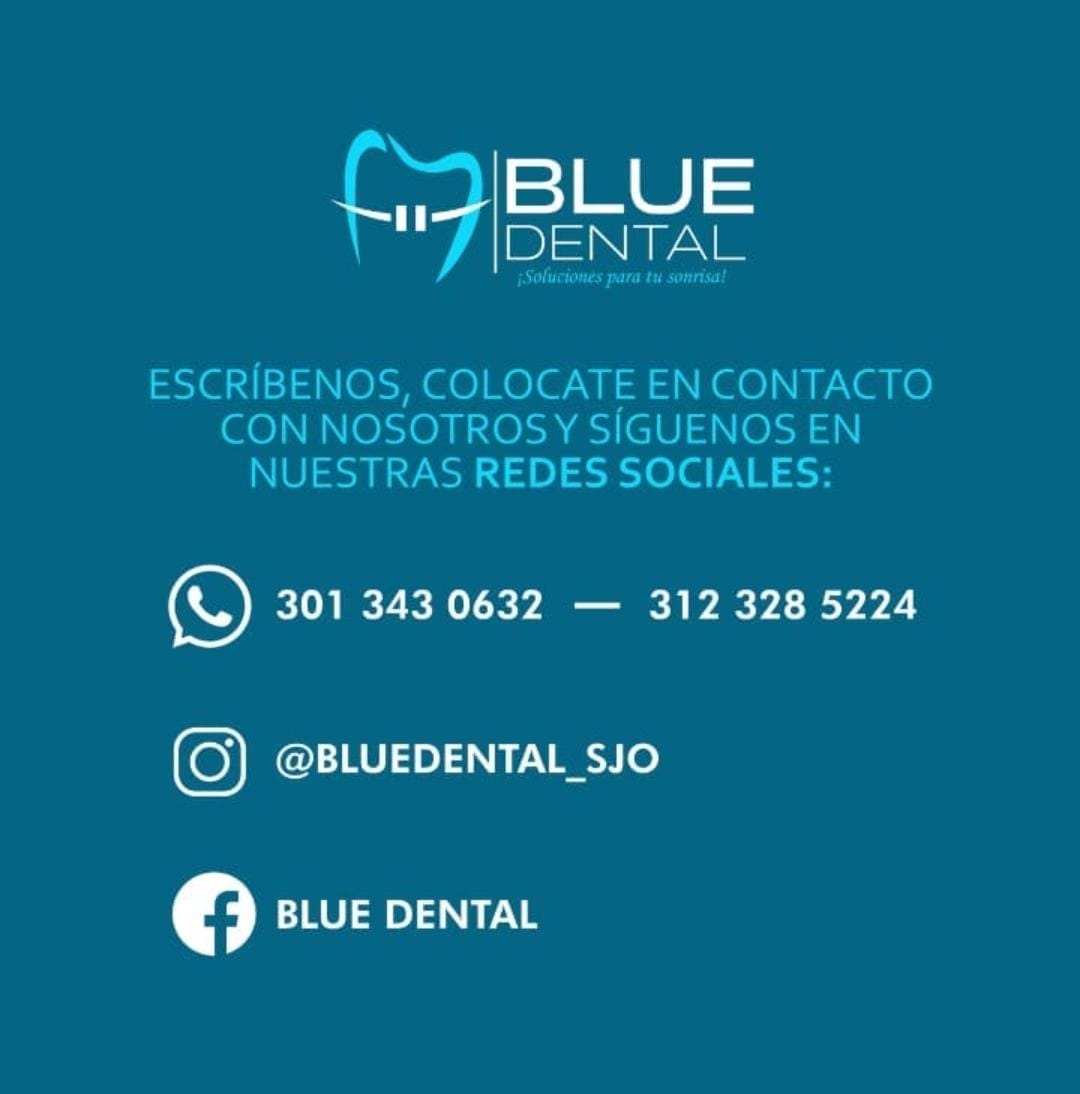 BLUE
DENTAL
¡Soluciones para tu sonrisa!
ESCRÍBENOS, COLOCATE EN CONTACTO
CON NOSOTROS Y SÍGUENOS EN
NUESTRAS REDES SOCIALES:
301 343 0632 — 312 328 5224
@BLUEDENTAL_SJO
BLUE DENTAL